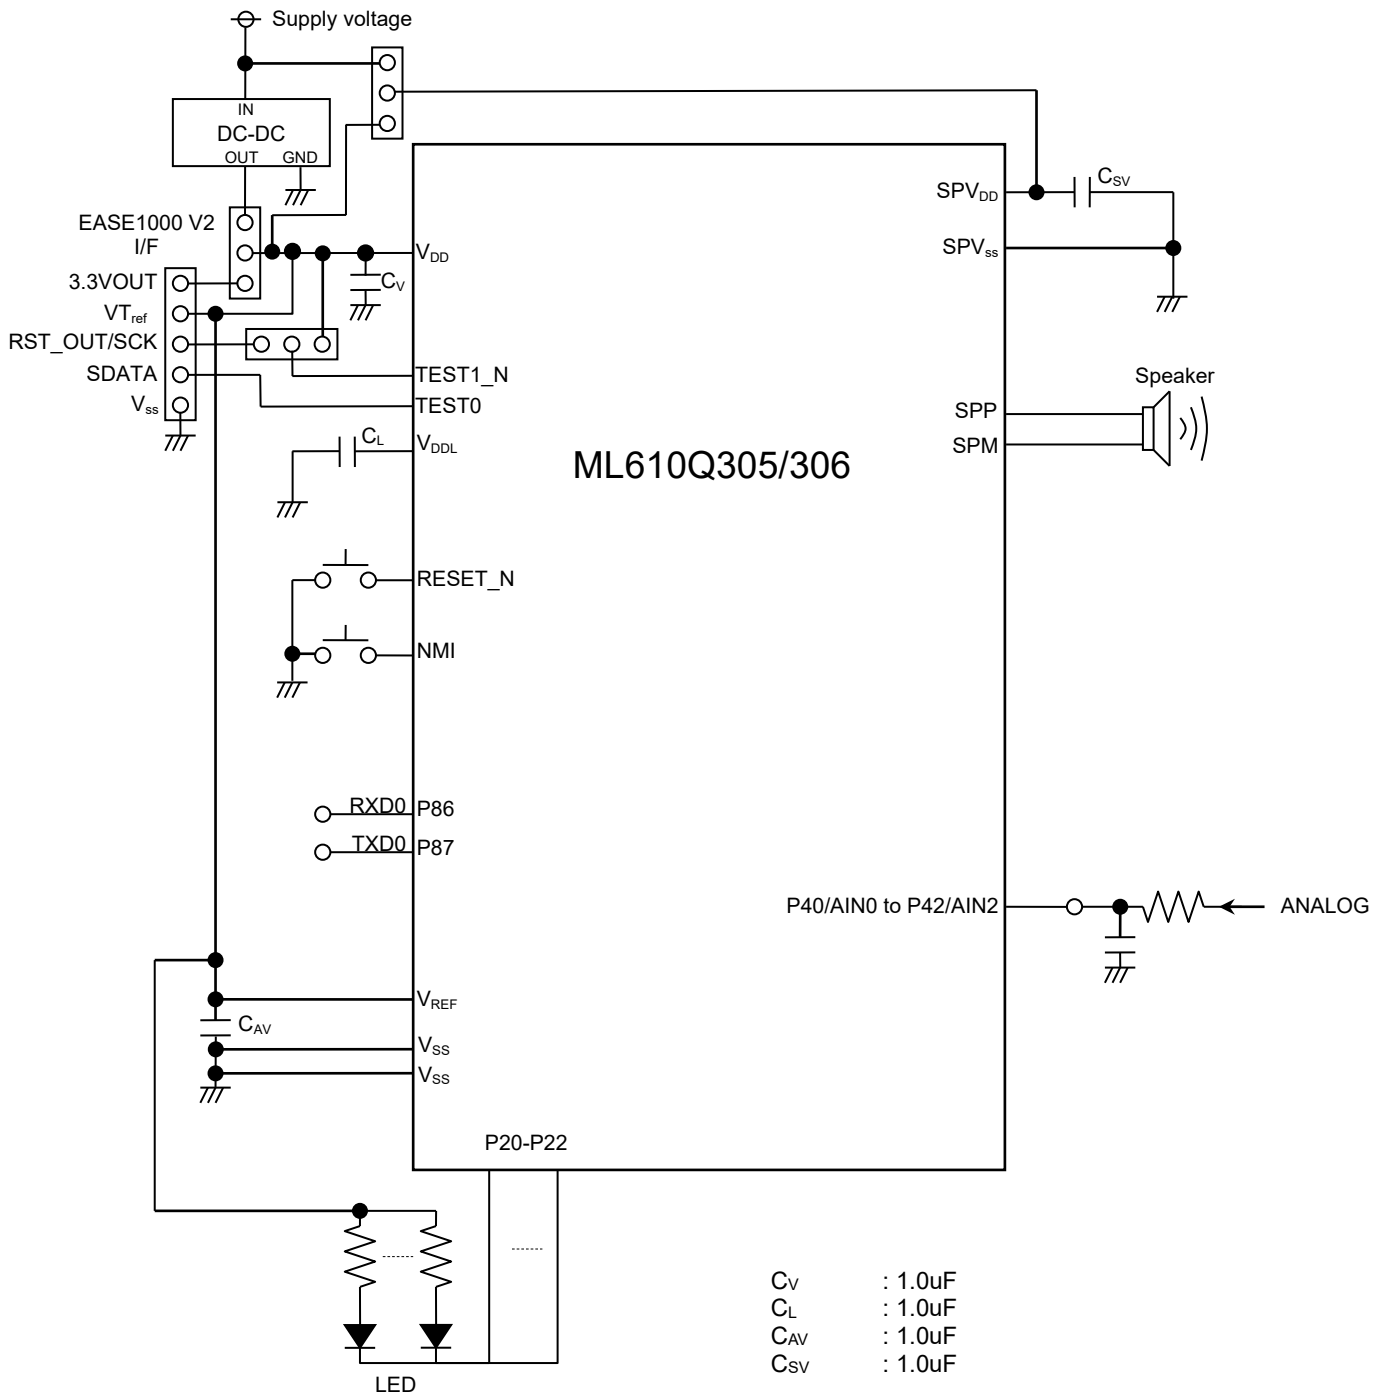 Supply voltage
IN
DC-DC
OUT GND
EASE1000 V2
I/F
3.3VOUT
VTref
RST_OUT/SCK
SDATA
Vss
VDD
CV
TEST1_N
TEST0
CL
VDDL
RESET_N
NMI
RXD0 P86
TXD0 P87
VREF
CAV
VSS
VSS
P20-P22
LED
ML610Q305/306
SPVDD
CSV
SPVss
Speaker
SPP
SPM
P40/AIN0 to P42/AIN2
ANALOG
CV : 1.0uF
CL : 1.0uF
CAV : 1.0uF
CSV : 1.0uF